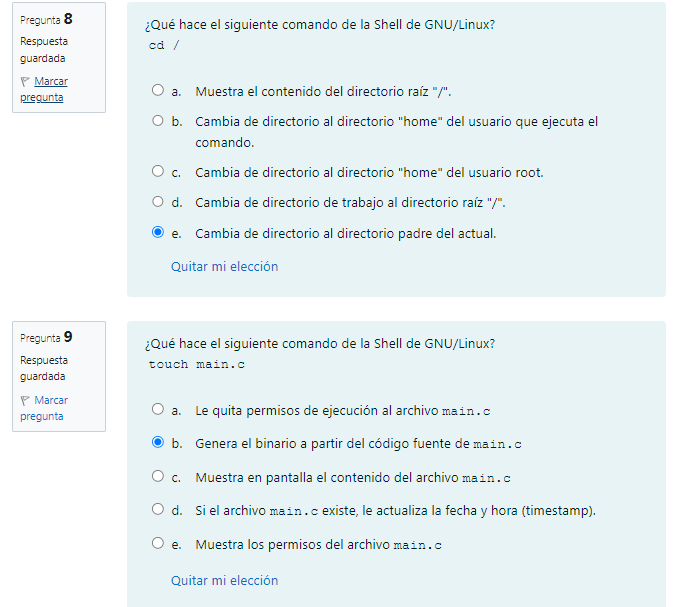 Pregunta 8
Respuesta
guardada
Marcar
pregunta
¿Qué hace el siguiente comando de la Shell de GNU/Linux?
cd /
a. Muestra el contenido del directorio raíz "/".
b. Cambia de directorio al directorio "home" del usuario que ejecuta el
comando.
c. Cambia de directorio al directorio "home" del usuario root.
d. Cambia de directorio de trabajo al directorio raíz "/".
e. Cambia de directorio al directorio padre del actual.
Quitar mi elección
Pregunta 9
Respuesta
guardada
Marcar
pregunta
¿Qué hace el siguiente comando de la Shell de GNU/Linux?
touch main.c
a. Le quita permisos de ejecución al archivo main.c
b. Genera el binario a partir del código fuente de main.c
c. Muestra en pantalla el contenido del archivo main.c
d. Si el archivo main.c existe, le actualiza la fecha y hora (timestamp).
e. Muestra los permisos del archivo main.c
Quitar mi elección